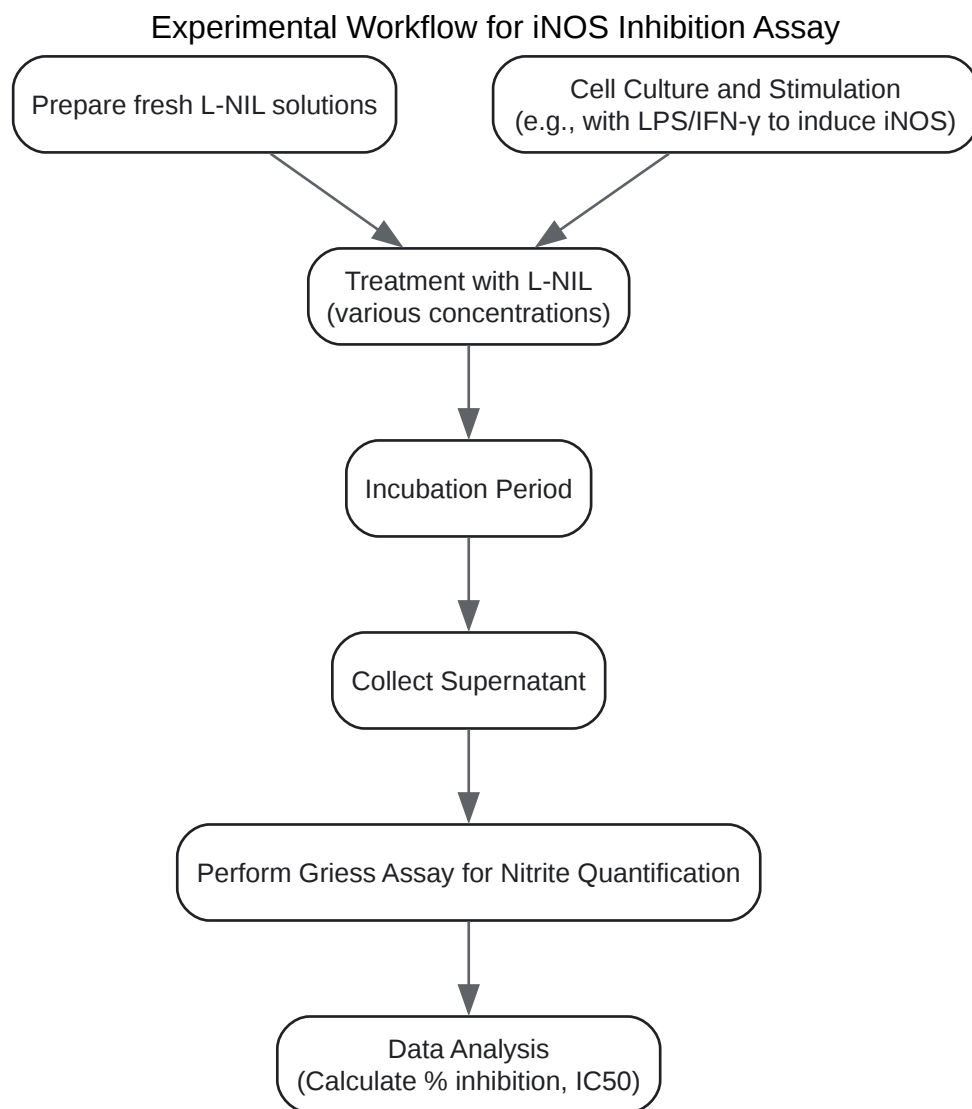 Experimental Workflow for iNOS Inhibition Assay
Prepare fresh L-NIL solutions
Cell Culture and Stimulation
(e.g., with LPS/IFN-γ to induce iNOS)
Treatment with L-NIL
(various concentrations)
Incubation Period
Collect Supernatant
Perform Griess Assay for Nitrite Quantification
Data Analysis
(Calculate % inhibition, IC50)